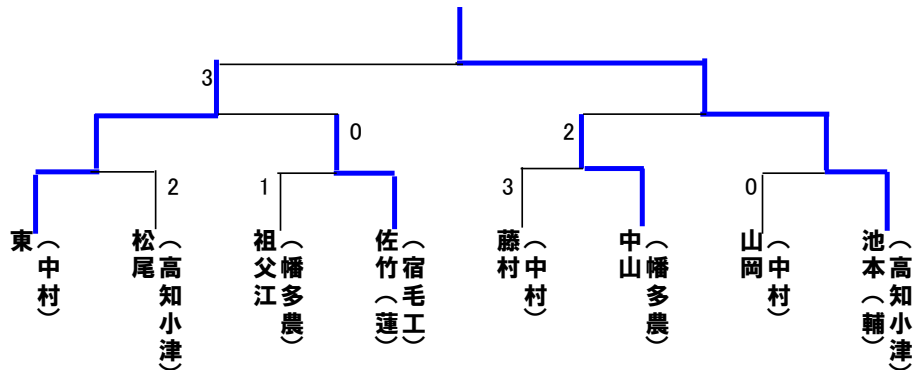 3
0
2
2
1
3
0
東
（中村）
松尾
（高知小津）
祖父江
（幡多農）
佐竹（蓮）
（宿毛工）
藤村
（中村）
中山
（幡多農）
山岡
（中村）
池本（輔）
（高知小津）